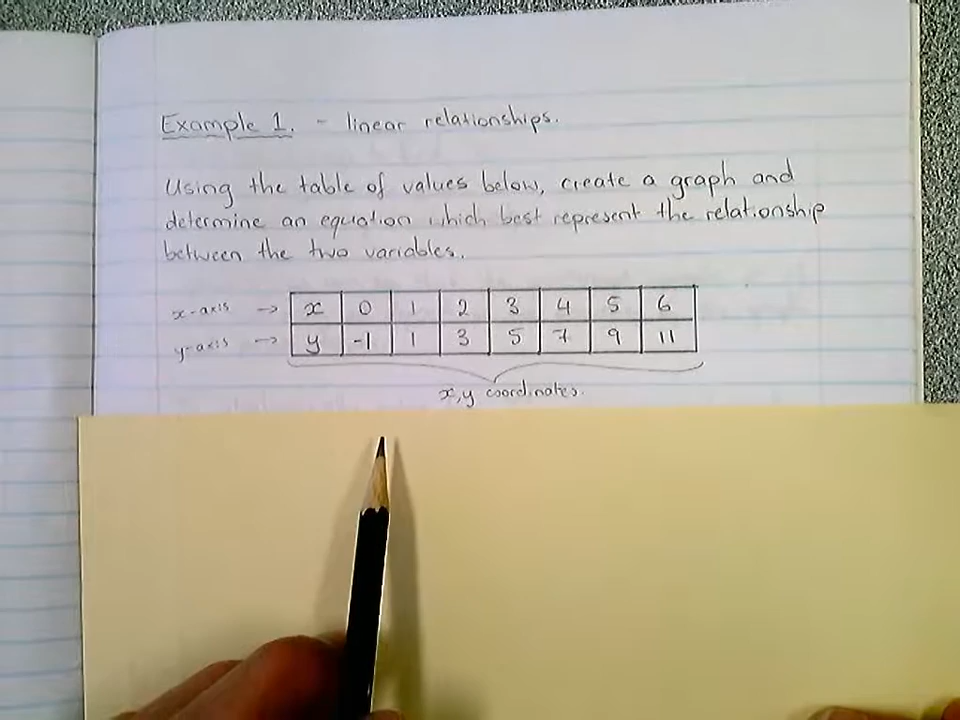 Example 1. - linear relationships.
Using the table of values below, create a graph and
determine an equation which best represent the relationship
between the two variables.
x-axis → x 0 1 2 3 4 5 6
y-axis → y -1 1 3 5 7 9 11
x,y coordinates.